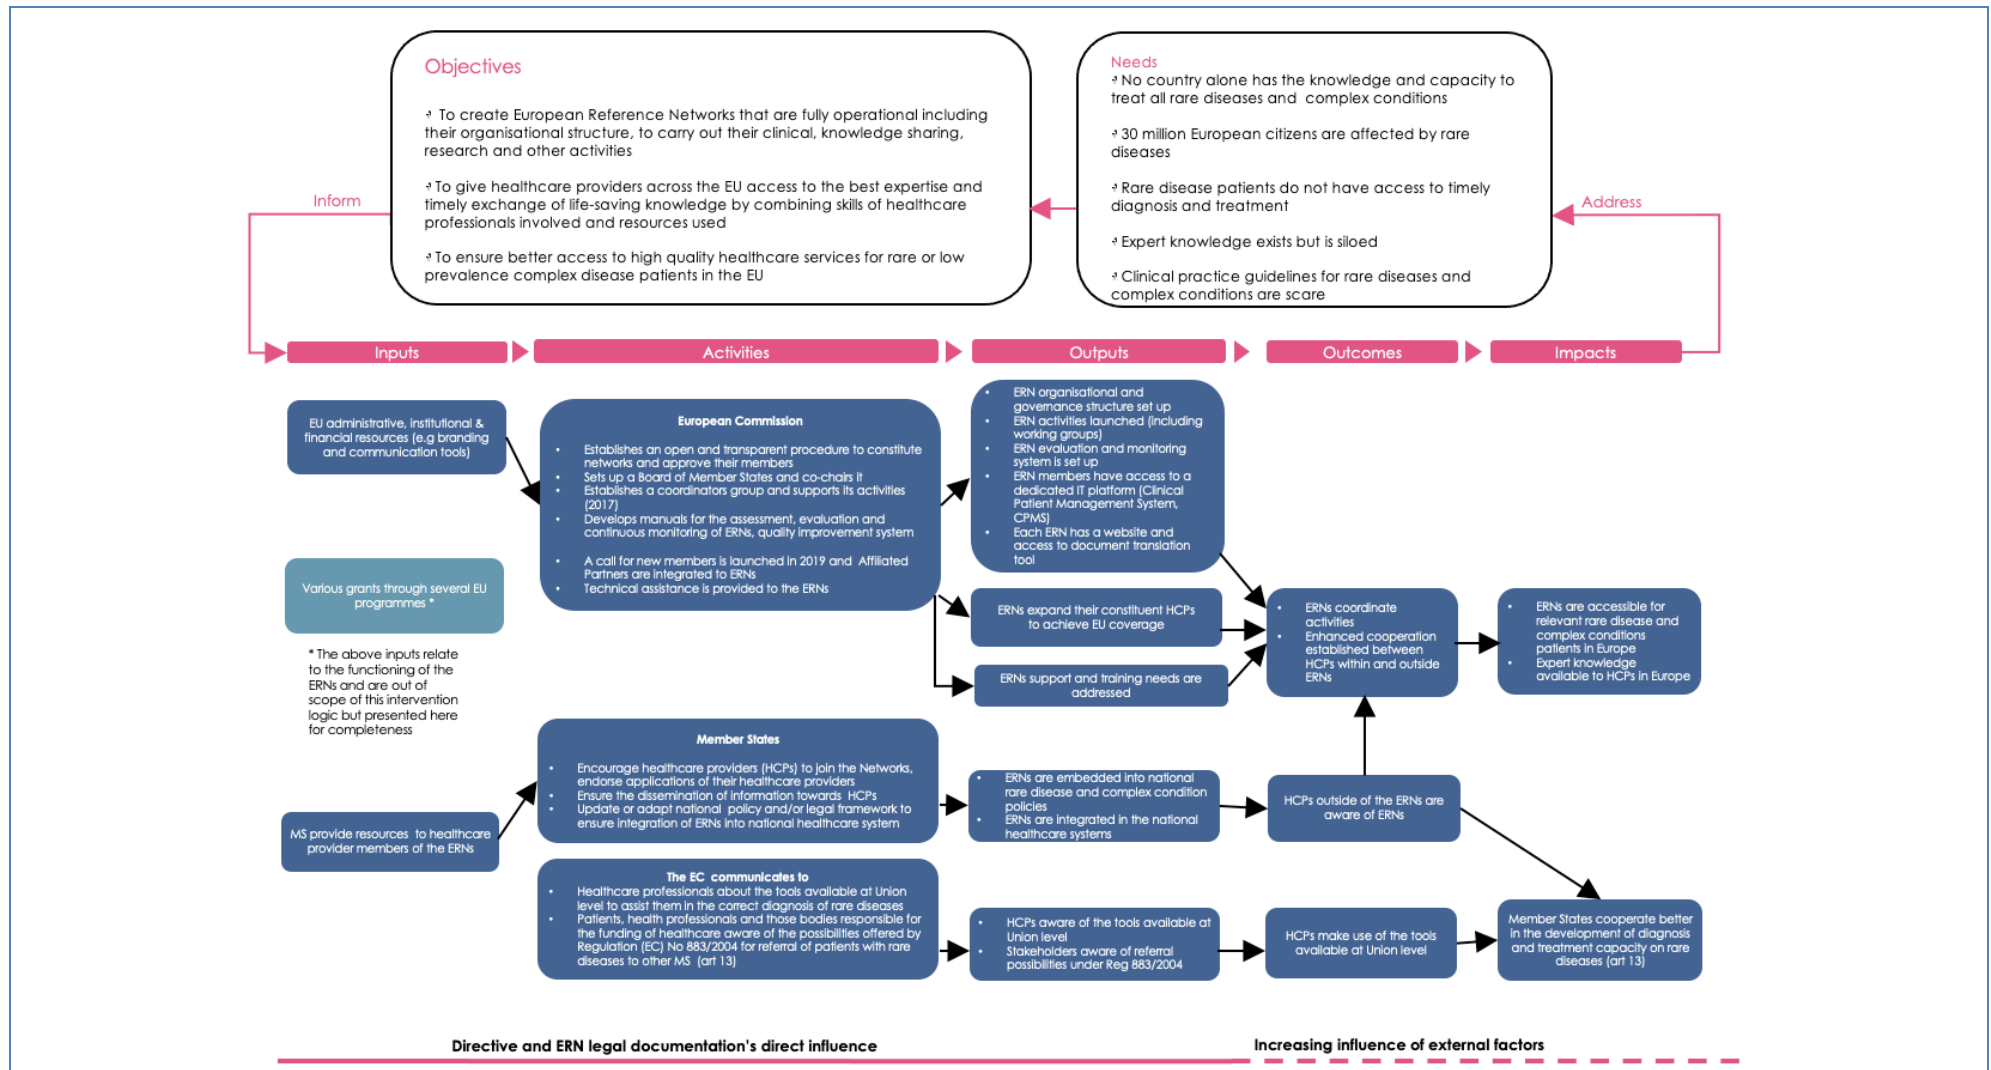 Objectives
To create European Reference Networks that are fully operational including
their organisational structure, to carry out their clinical, knowledge sharing,
research and other activities
To give healthcare providers across the EU access to the best expertise and
timely exchange of life-saving knowledge by combining skills of healthcare
professionals involved and resources used
To ensure better access to high quality healthcare services for rare or low
prevalence complex disease patients in the EU
Needs
No country alone has the knowledge and capacity to
treat all rare diseases and complex conditions
30 million European citizens are affected by rare
diseases
Rare disease patients do not have access to timely
diagnosis and treatment
Expert knowledge exists but is siloed
Clinical practice guidelines for rare diseases and
complex conditions are scare
Inform
Address
Inputs
Activities
Outputs
Outcomes
Impacts
EU administrative, institutional &
financial resources (e.g branding
and communication tools)
Various grants through several EU
programmes *
* The above inputs relate
to the functioning of the
ERNs and are out of
scope of this intervention
logic but presented here
for completeness
MS provide resources to healthcare
provider members of the ERNs
European Commission
• Establishes an open and transparent procedure to constitute
networks and approve their members
• Sets up a Board of Member States and co-chairs it
• Establishes a coordinators group and supports its activities
(2017)
• Develops manuals for the assessment, evaluation and
continuous monitoring of ERNs, quality improvement system
• A call for new members is launched in 2019 and Affiliated
Partners are integrated to ERNs
• Technical assistance is provided to the ERNs
Member States
• Encourage healthcare providers (HCPs) to join the Networks,
endorse applications of their healthcare providers
• Ensure the dissemination of information towards HCPs
• Update or adapt national policy and/or legal framework to
ensure integration of ERNs into national healthcare system
The EC communicates to
• Healthcare professionals about the tools available at Union
level to assist them in the correct diagnosis of rare diseases
• Patients, health professionals and those bodies responsible for
the funding of healthcare aware of the possibilities offered by
Regulation (EC) No 883/2004 for referral of patients with rare
diseases to other MS (art 13)
• ERN organisational and
governance structure set up
• ERN activities launched (including
working groups)
• ERN evaluation and monitoring
system is set up
• ERN members have access to a
dedicated IT platform (Clinical
Patient Management System,
CPMS)
• Each ERN has a website and
access to document translation
tool
ERNs expand their constituent HCPs
to achieve EU coverage
ERNs support and training needs are
addressed
• ERNs are embedded into national
rare disease and complex condition
policies
• ERNs are integrated in the national
healthcare systems
• HCPs aware of the tools available at
Union level
• Stakeholders aware of referral
possibilities under Reg 883/2004
• ERNs coordinate
activities
• Enhanced cooperation
established between
HCPs within and outside
ERNs
HCPs outside of the ERNs are
aware of ERNs
HCPs make use of the tools
available at Union level
• ERNs are accessible for
relevant rare disease and
complex conditions
patients in Europe
• Expert knowledge
available to HCPs in Europe
Member States cooperate better
in the development of diagnosis
and treatment capacity on rare
diseases (art 13)
Directive and ERN legal documentation's direct influence
Increasing influence of external factors